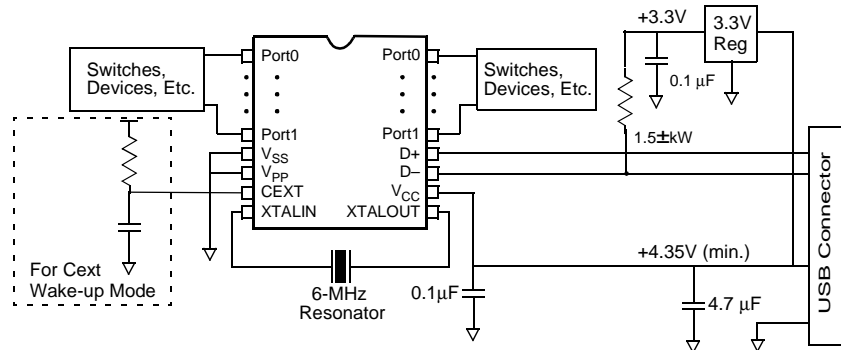 Port0
Port0
Switches,
Devices, Etc.
Switches,
Devices, Etc.
Port1
Port1
VSS
D+
VPP
D–
CEXT
VCC
XTALIN
XTALOUT
For Cext
Wake-up Mode
6-MHz
Resonator
0.1μF
+3.3V
3.3V
Reg
0.1 μF
1.5±kW
+4.35V (min.)
4.7 μF
USB Connector